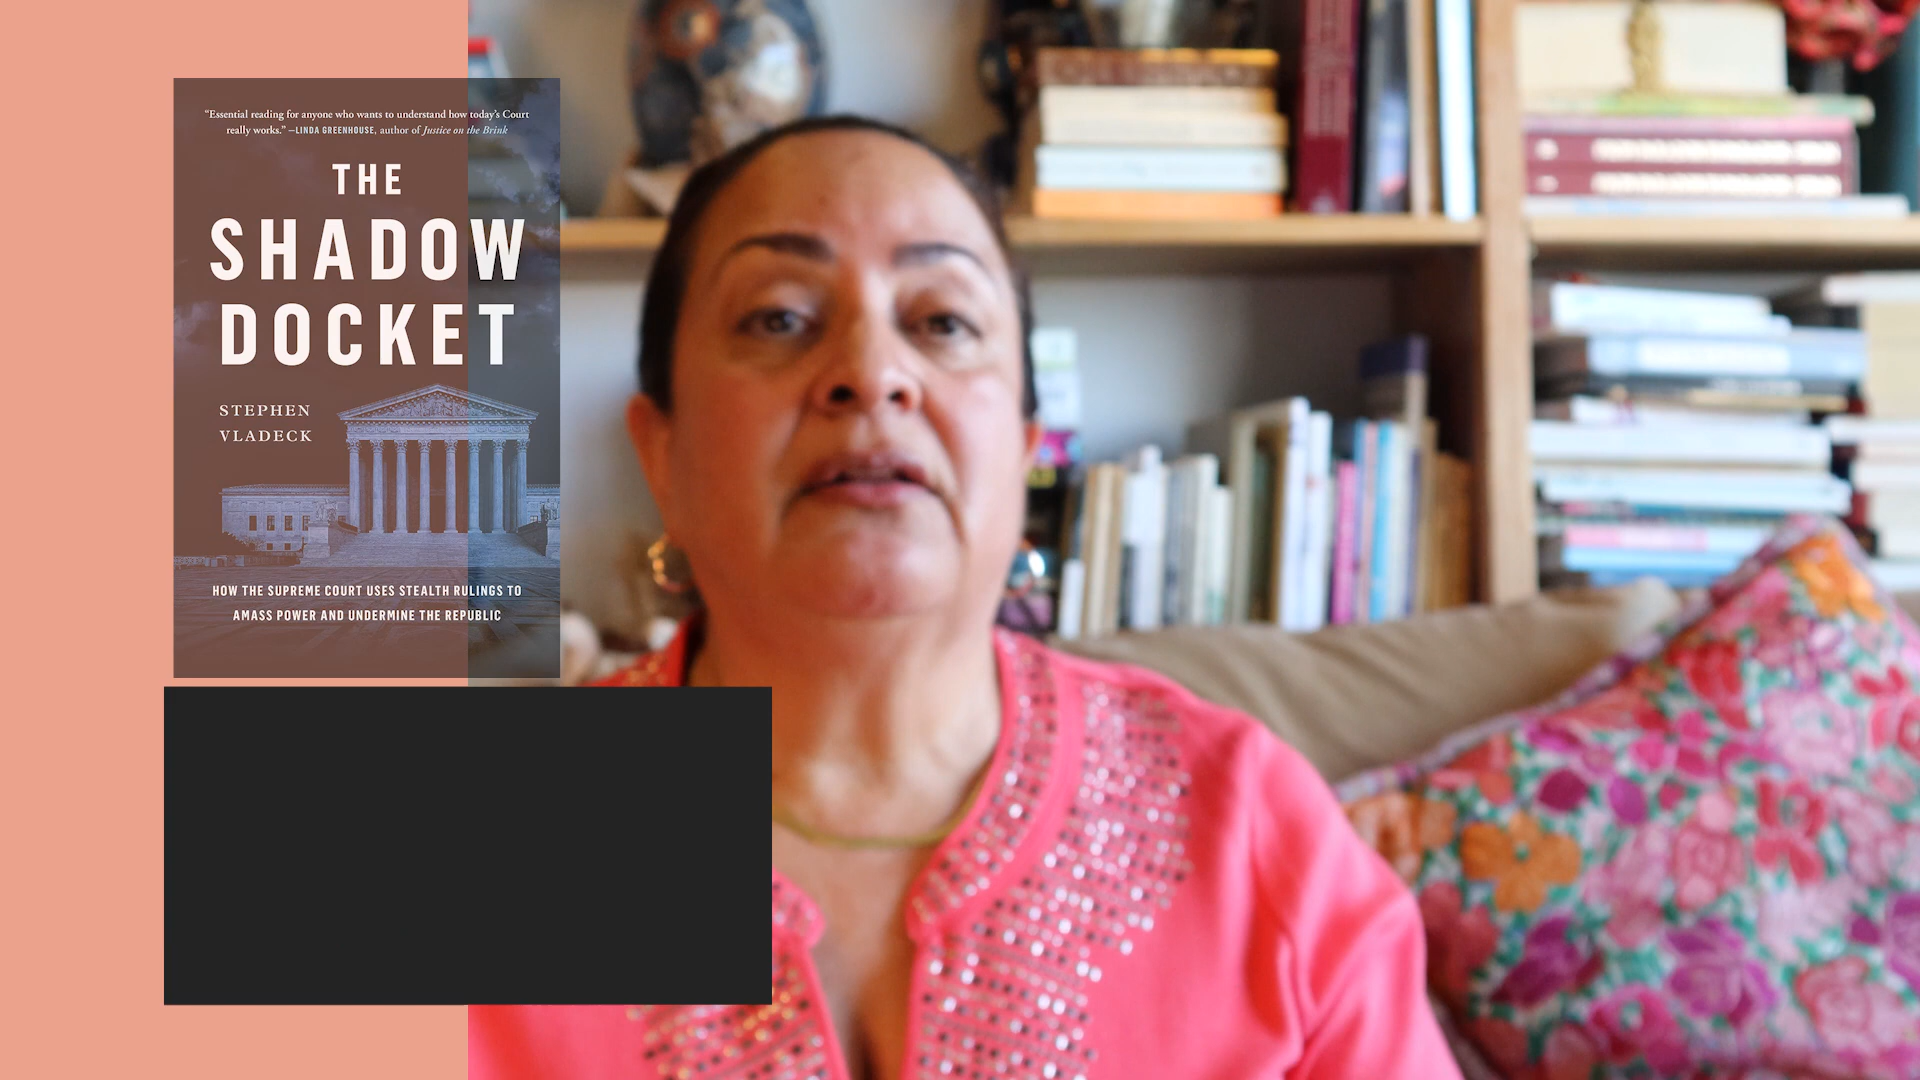 “Essential reading for anyone who wants to understand how today’s Court
really works.” —LINDA GREENHOUSE, author of Justice on the Brink
THE
SHADOW
DOCKET
STEPHEN
VLADECK
HOW THE SUPREME COURT USES STEALTH RULINGS TO
AMASS POWER AND UNDERMINE THE REPUBLIC